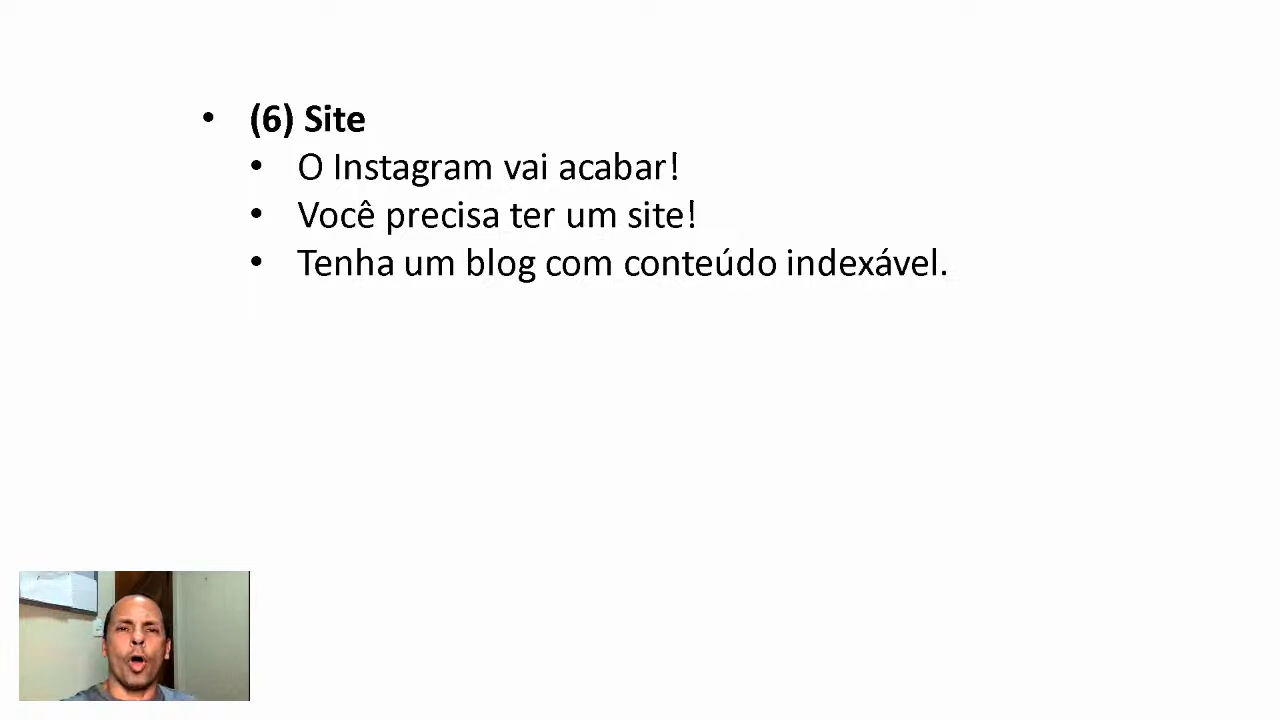 • (6) Site
• O Instagram vai acabar!
• Você precisa ter um site!
• Tenha um blog com conteúdo indexável.